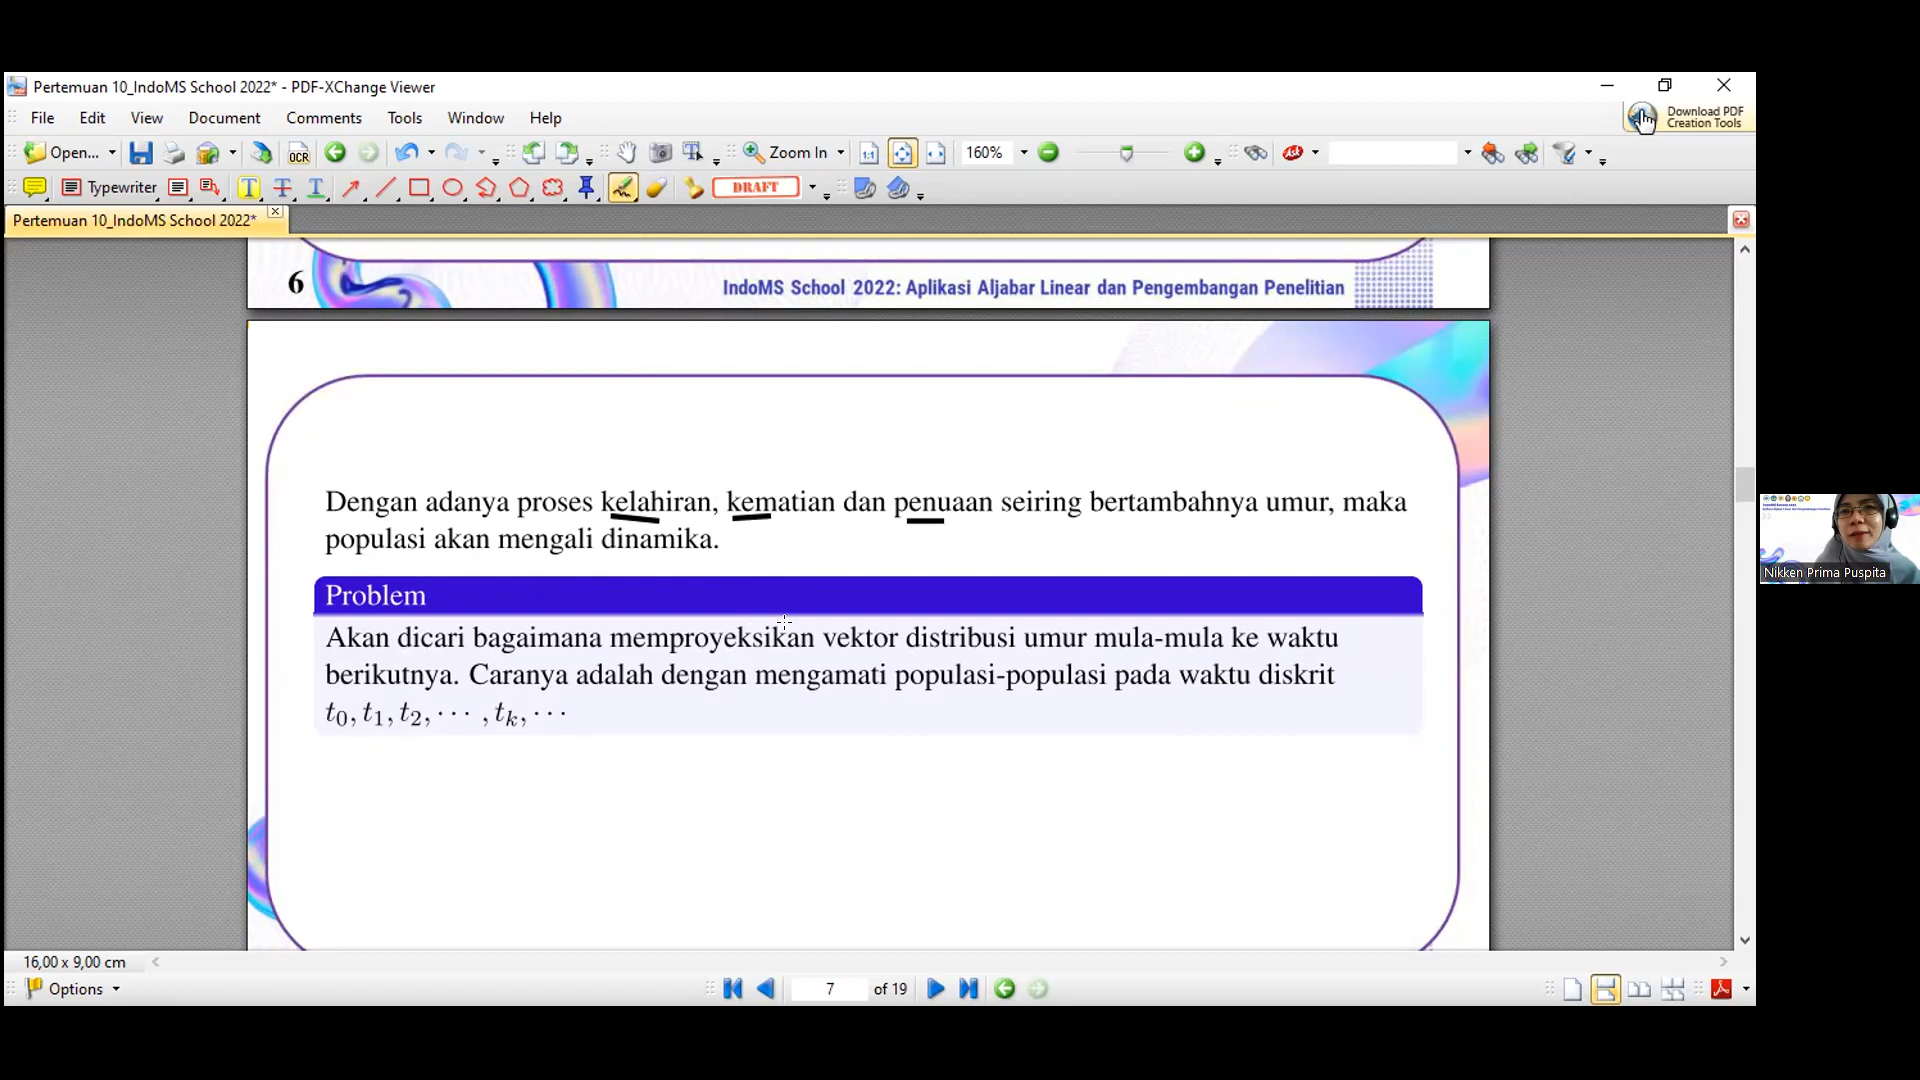 Pertemuan 10_IndoMS School 2022* - PDF-XChange Viewer
File Edit View Document Comments Tools Window Help
Download PDF
Creation Tools
Open... OCR Zoom In 1:1 160% Ask
Typewriter T T T DRAFT
Pertemuan 10_IndoMS School 2022*
6 IndoMS School 2022: Aplikasi Aljabar Linear dan Pengembangan Penelitian
Dengan adanya proses kelahiran, kematian dan penuaan seiring bertambahnya umur, maka
populasi akan mengali dinamika.
Problem
Akan dicari bagaimana memproyeksikan vektor distribusi umur mula-mula ke waktu
berikutnya. Caranya adalah dengan mengamati populasi-populasi pada waktu diskrit
t₀, t₁, t₂, ⋯ , tₖ, ⋯
Nikken Prima Puspita
16,00 x 9,00 cm
Options 7 of 19